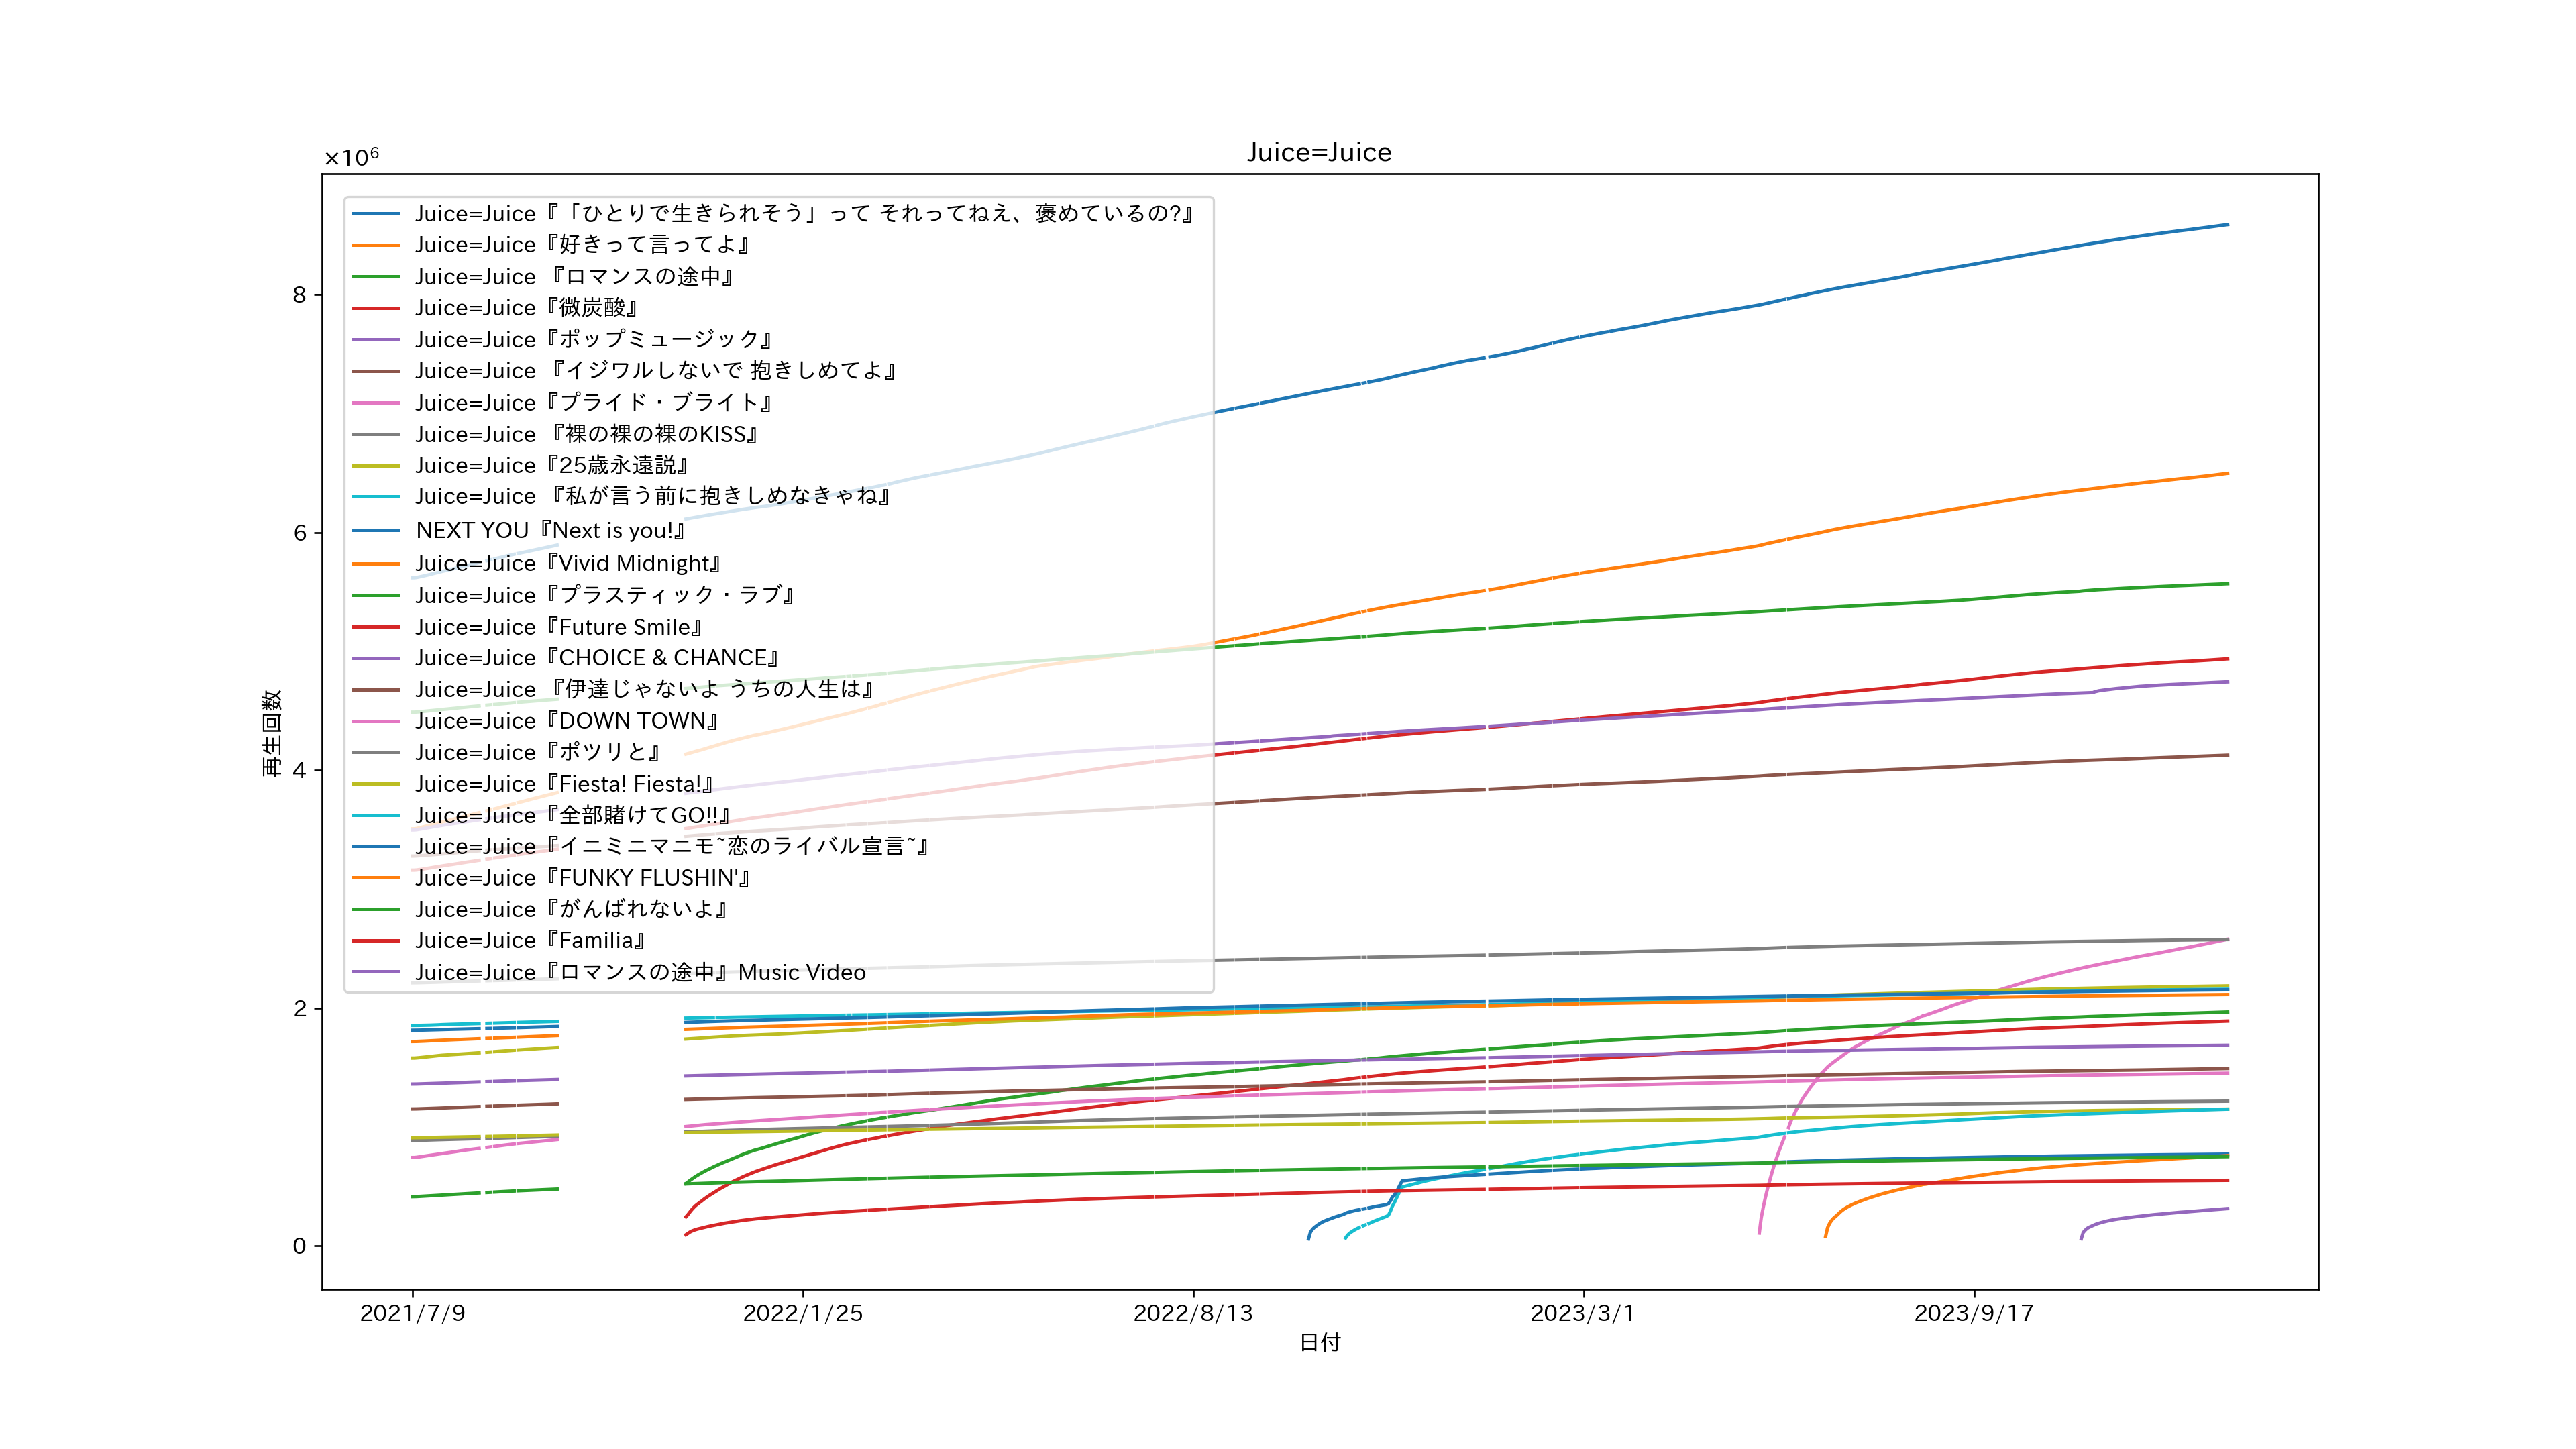 Juice=Juice
×10⁶
Juice=Juice『「ひとりで生きられそう」って それってねえ、褒めているの?』
Juice=Juice『好きって言ってよ』
Juice=Juice 『ロマンスの途中』
Juice=Juice『微炭酸』
Juice=Juice『ポップミュージック』
Juice=Juice 『イジワルしないで 抱きしめてよ』
Juice=Juice『プライド・ブライト』
Juice=Juice 『裸の裸の裸のKISS』
Juice=Juice『25歳永遠説』
Juice=Juice 『私が言う前に抱きしめなきゃね』
NEXT YOU『Next is you!』
Juice=Juice『Vivid Midnight』
Juice=Juice『プラスティック・ラブ』
Juice=Juice『Future Smile』
Juice=Juice『CHOICE & CHANCE』
Juice=Juice 『伊達じゃないよ うちの人生は』
Juice=Juice『DOWN TOWN』
Juice=Juice『ポツリと』
Juice=Juice『Fiesta! Fiesta!』
Juice=Juice『全部賭けてGO!!』
Juice=Juice『イニミニマニモ~恋のライバル宣言~』
Juice=Juice『FUNKY FLUSHIN'』
Juice=Juice『がんばれないよ』
Juice=Juice『Familia』
Juice=Juice『ロマンスの途中』Music Video
再生回数
8
6
4
2
0
2021/7/9
2022/1/25
2022/8/13
2023/3/1
2023/9/17
日付